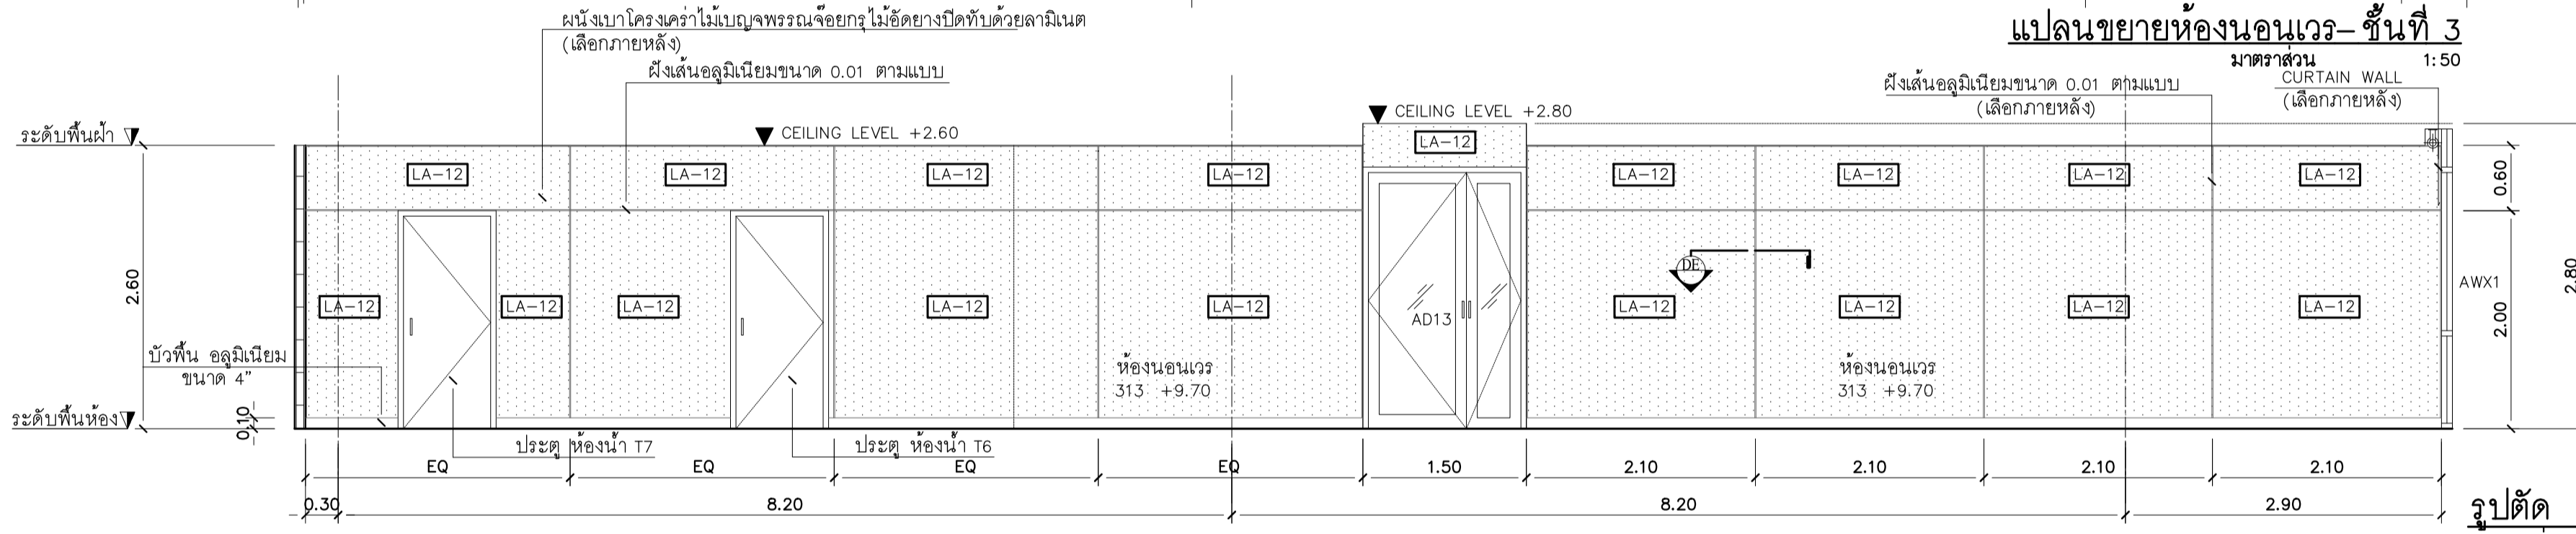 ผนังเบาโครงเคร่าไม้เบญจพรรณจ๊อยกรุไม้อัดยางปิดทับด้วยลามิเนต
(เลือกภายหลัง)
แปลนขยายห้องนอนเวร-ชั้นที่ 3
มาตราส่วน 1:50
ฝังเส้นอลูมิเนียมขนาด 0.01 ตามแบบ
ฝังเส้นอลูมิเนียมขนาด 0.01 ตามแบบ
(เลือกภายหลัง)
CURTAIN WALL
(เลือกภายหลัง)
ระดับพื้นฝ้า
CEILING LEVEL +2.60
CEILING LEVEL +2.80
LA-12
LA-12 LA-12 LA-12 LA-12 LA-12 LA-12 LA-12 LA-12
0.60
2.60
DE
AWX1
2.80
LA-12 LA-12 LA-12 LA-12 LA-12 LA-12 LA-12 LA-12 LA-12
AD13
2.00
บัวพื้น อลูมิเนียม
ขนาด 4"
ห้องนอนเวร
313 +9.70
ห้องนอนเวร
313 +9.70
ระดับพื้นห้อง
0.10
ประตู ห้องน้ำ T7
ประตู ห้องน้ำ T6
EQ EQ EQ EQ 1.50 2.10 2.10 2.10 2.10
0.30 8.20 8.20 2.90
รูปตัด